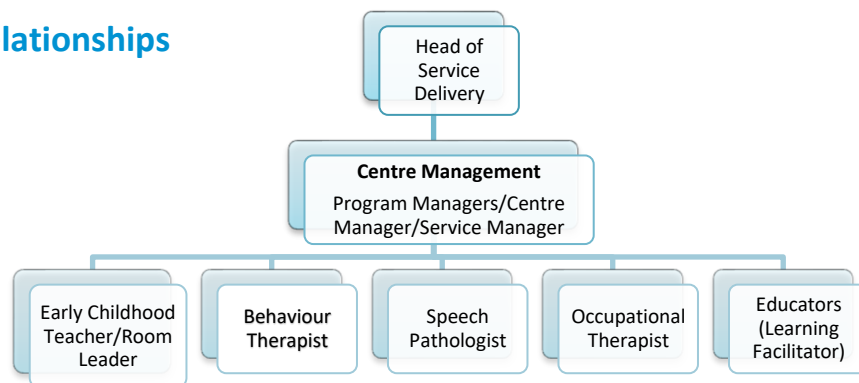 lationships
Head of
Service
Delivery
Centre Management
Program Managers/Centre
Manager/Service Manager
Early Childhood
Teacher/Room
Leader
Behaviour
Therapist
Speech
Pathologist
Occupational
Therapist
Educators
(Learning
Facilitator)